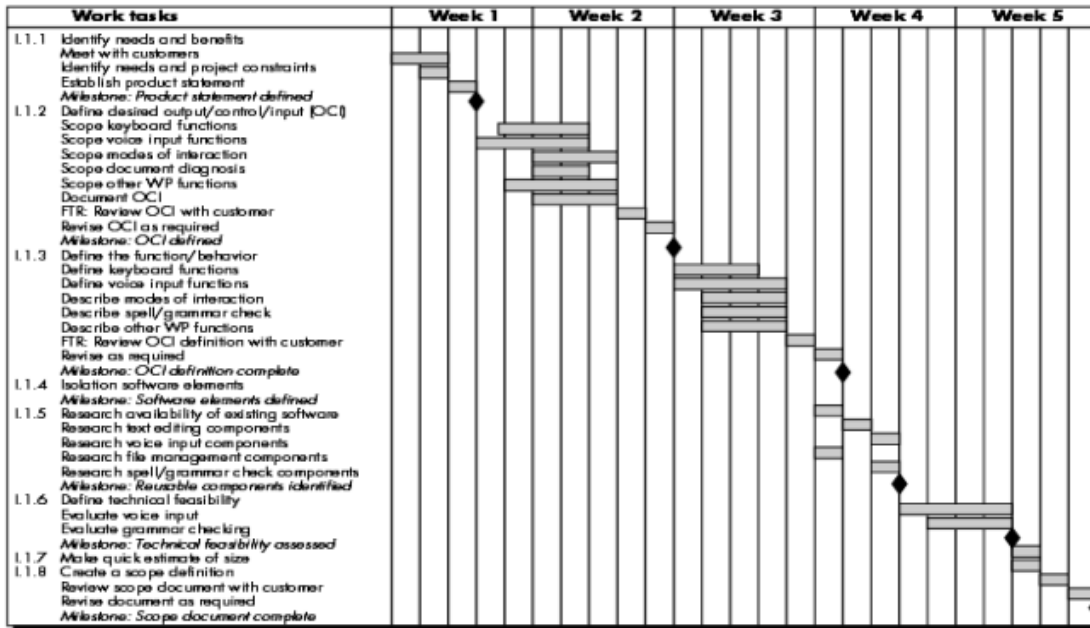 Work tasks Week 1 Week 2 Week 3 Week 4 Week 5
I.1.1 Identify needs and benefits
Meet with customers
Identify needs and project constraints
Establish product statement
Milestone: Product statement defined
I.1.2 Define desired output/control/input (OCI)
Scope keyboard functions
Scope voice input functions
Scope modes of interaction
Scope document diagnosis
Scope other WP functions
Document OCI
FTR: Review OCI with customer
Revise OCI as required
Milestone: OCI defined
I.1.3 Define the function/behavior
Define keyboard functions
Define voice input functions
Describe modes of interaction
Describe spell/grammar check
Describe other WP functions
FTR: Review OCI definition with customer
Revise as required
Milestone: OCI definition complete
I.1.4 Isolation software elements
Milestone: Software elements defined
I.1.5 Research availability of existing software
Research text editing components
Research voice input components
Research file management components
Research spell/grammar check components
Milestone: Reusable components identified
I.1.6 Define technical feasibility
Evaluate voice input
Evaluate grammar checking
Milestone: Technical feasibility assessed
I.1.7 Make quick estimate of size
I.1.8 Create a scope definition
Review scope document with customer
Revise document as required
Milestone: Scope document complete